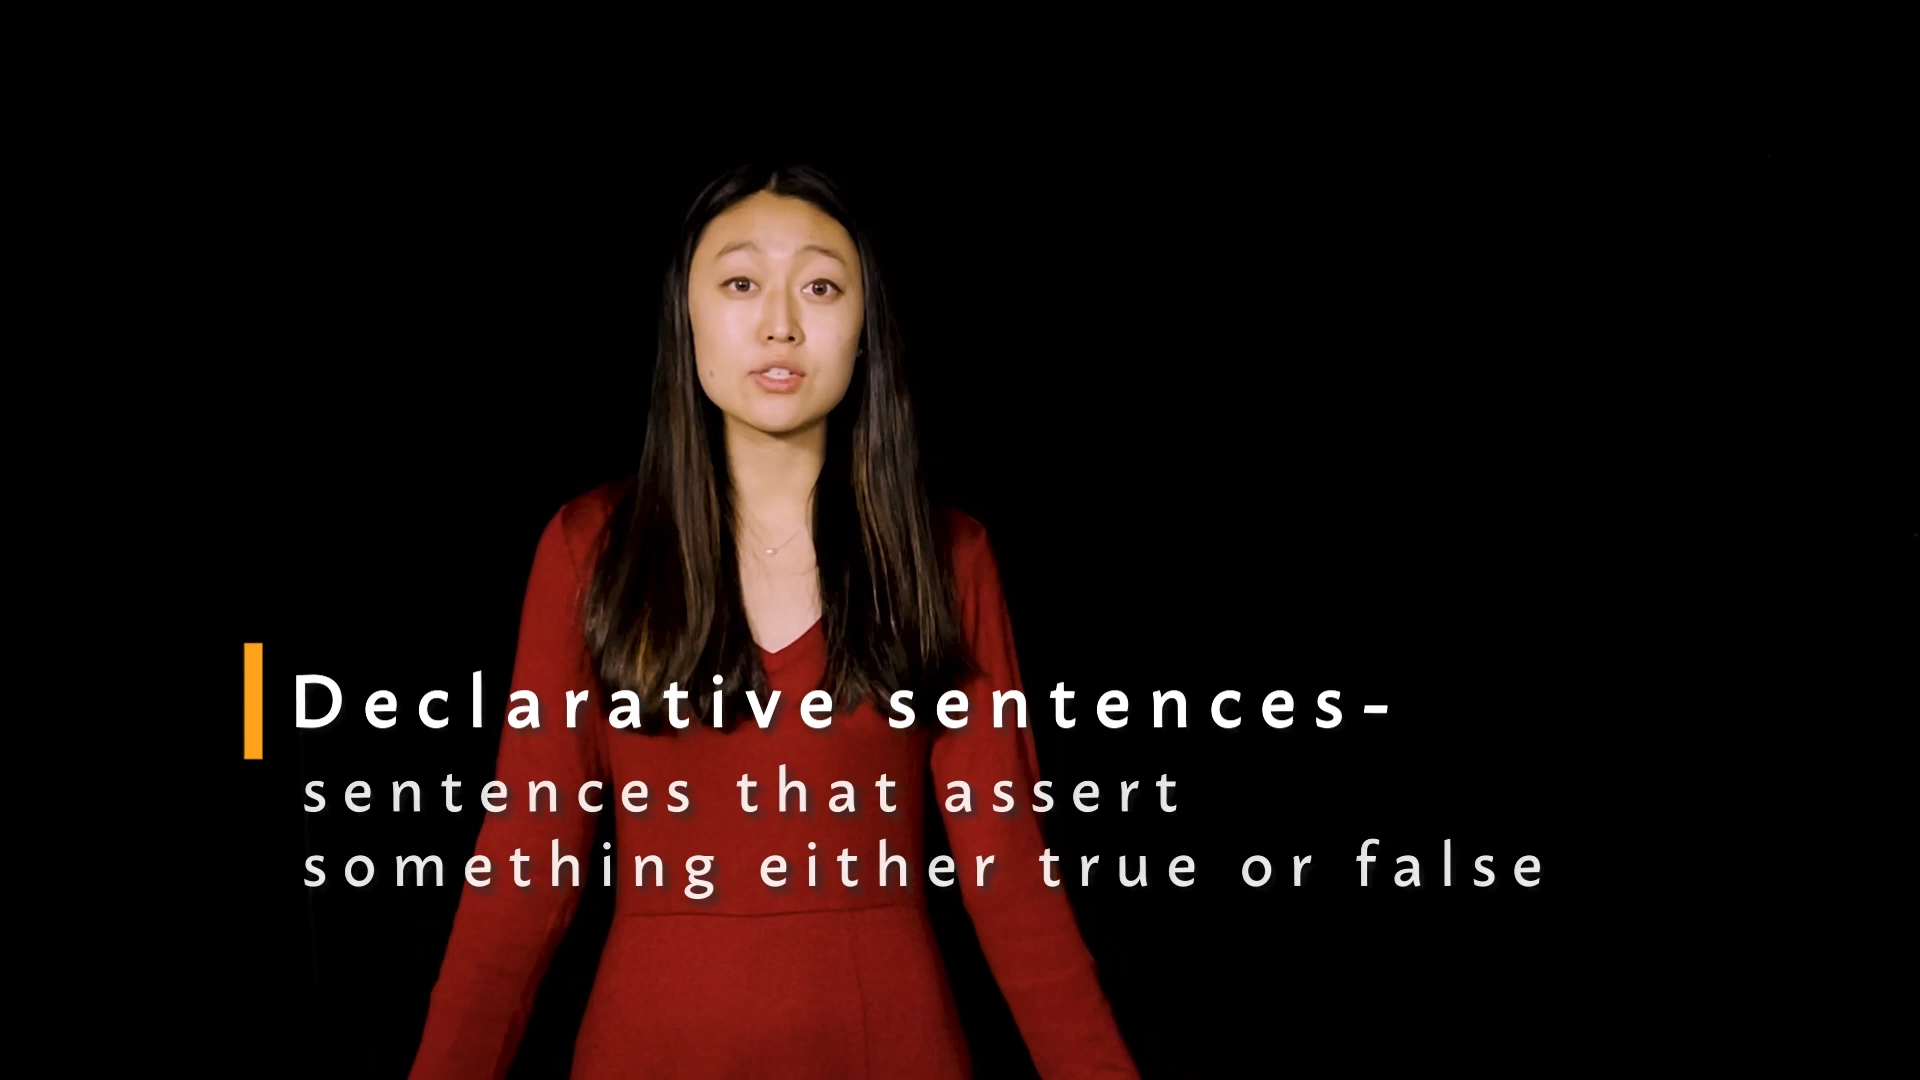 Declarative sentences-
sentences that assert
something either true or false